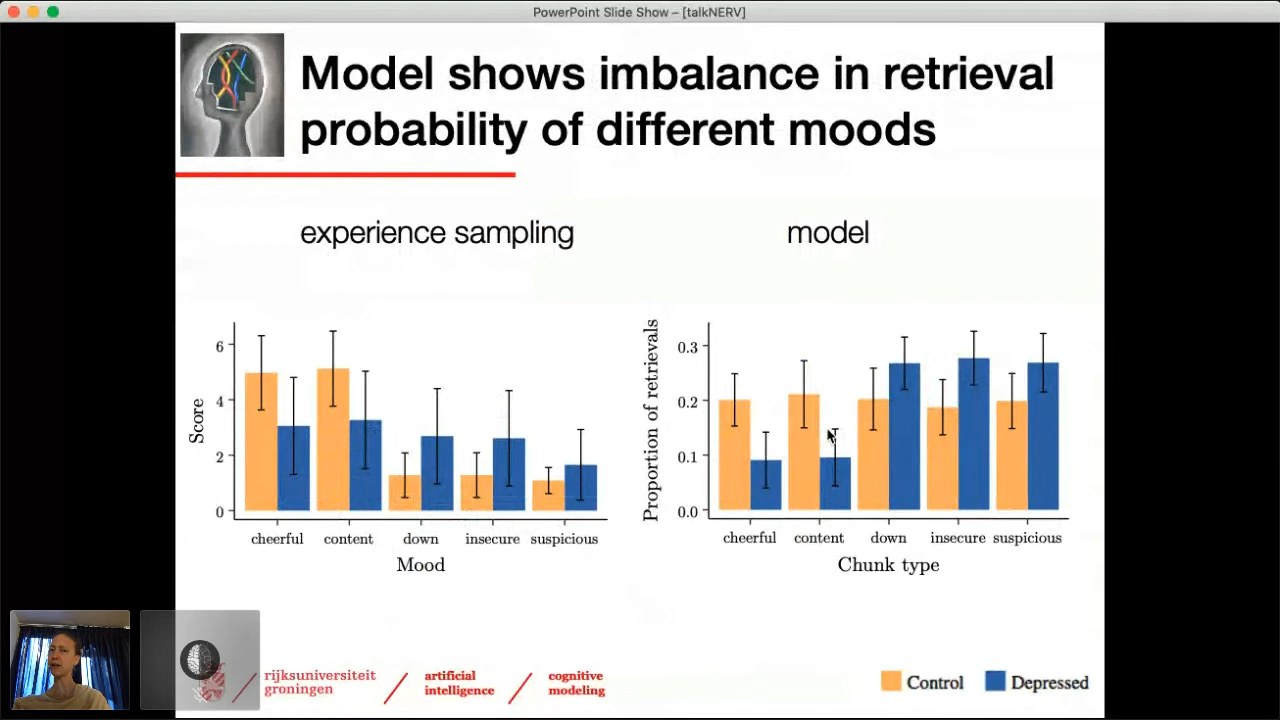 PowerPoint Slide Show – [talkNERV]
Model shows imbalance in retrieval
probability of different moods
experience sampling
model
6
4
2
0
Score
cheerful content down insecure suspicious
Mood
0.3
0.2
0.1
0.0
Proportion of retrievals
cheerful content down insecure suspicious
Chunk type
rijksuniversiteit
groningen
artificial
intelligence
cognitive
modeling
Control Depressed